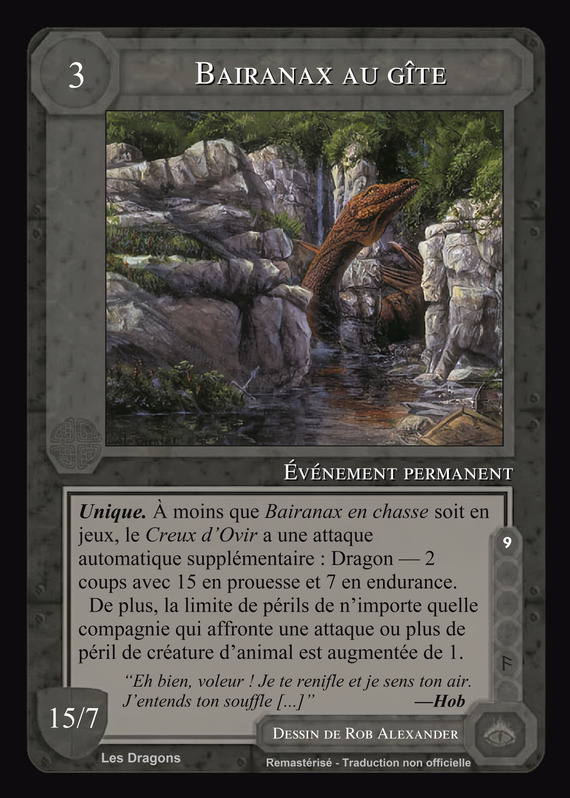 3
BAIRANAX AU GÎTE
ÉVÉNEMENT PERMANENT
Unique. À moins que Bairanax en chasse soit en
jeux, le Creux d’Ovir a une attaque
automatique supplémentaire : Dragon — 2
coups avec 15 en prouesse et 7 en endurance.
De plus, la limite de périls de n’importe quelle
compagnie qui affronte une attaque ou plus de
péril de créature d’animal est augmentée de 1.
9
“Eh bien, voleur ! Je te renifle et je sens ton air.
J’entends ton souffle [...]” —Hob
15/7
DESSIN DE ROB ALEXANDER
Les Dragons
Remastérisé - Traduction non officielle